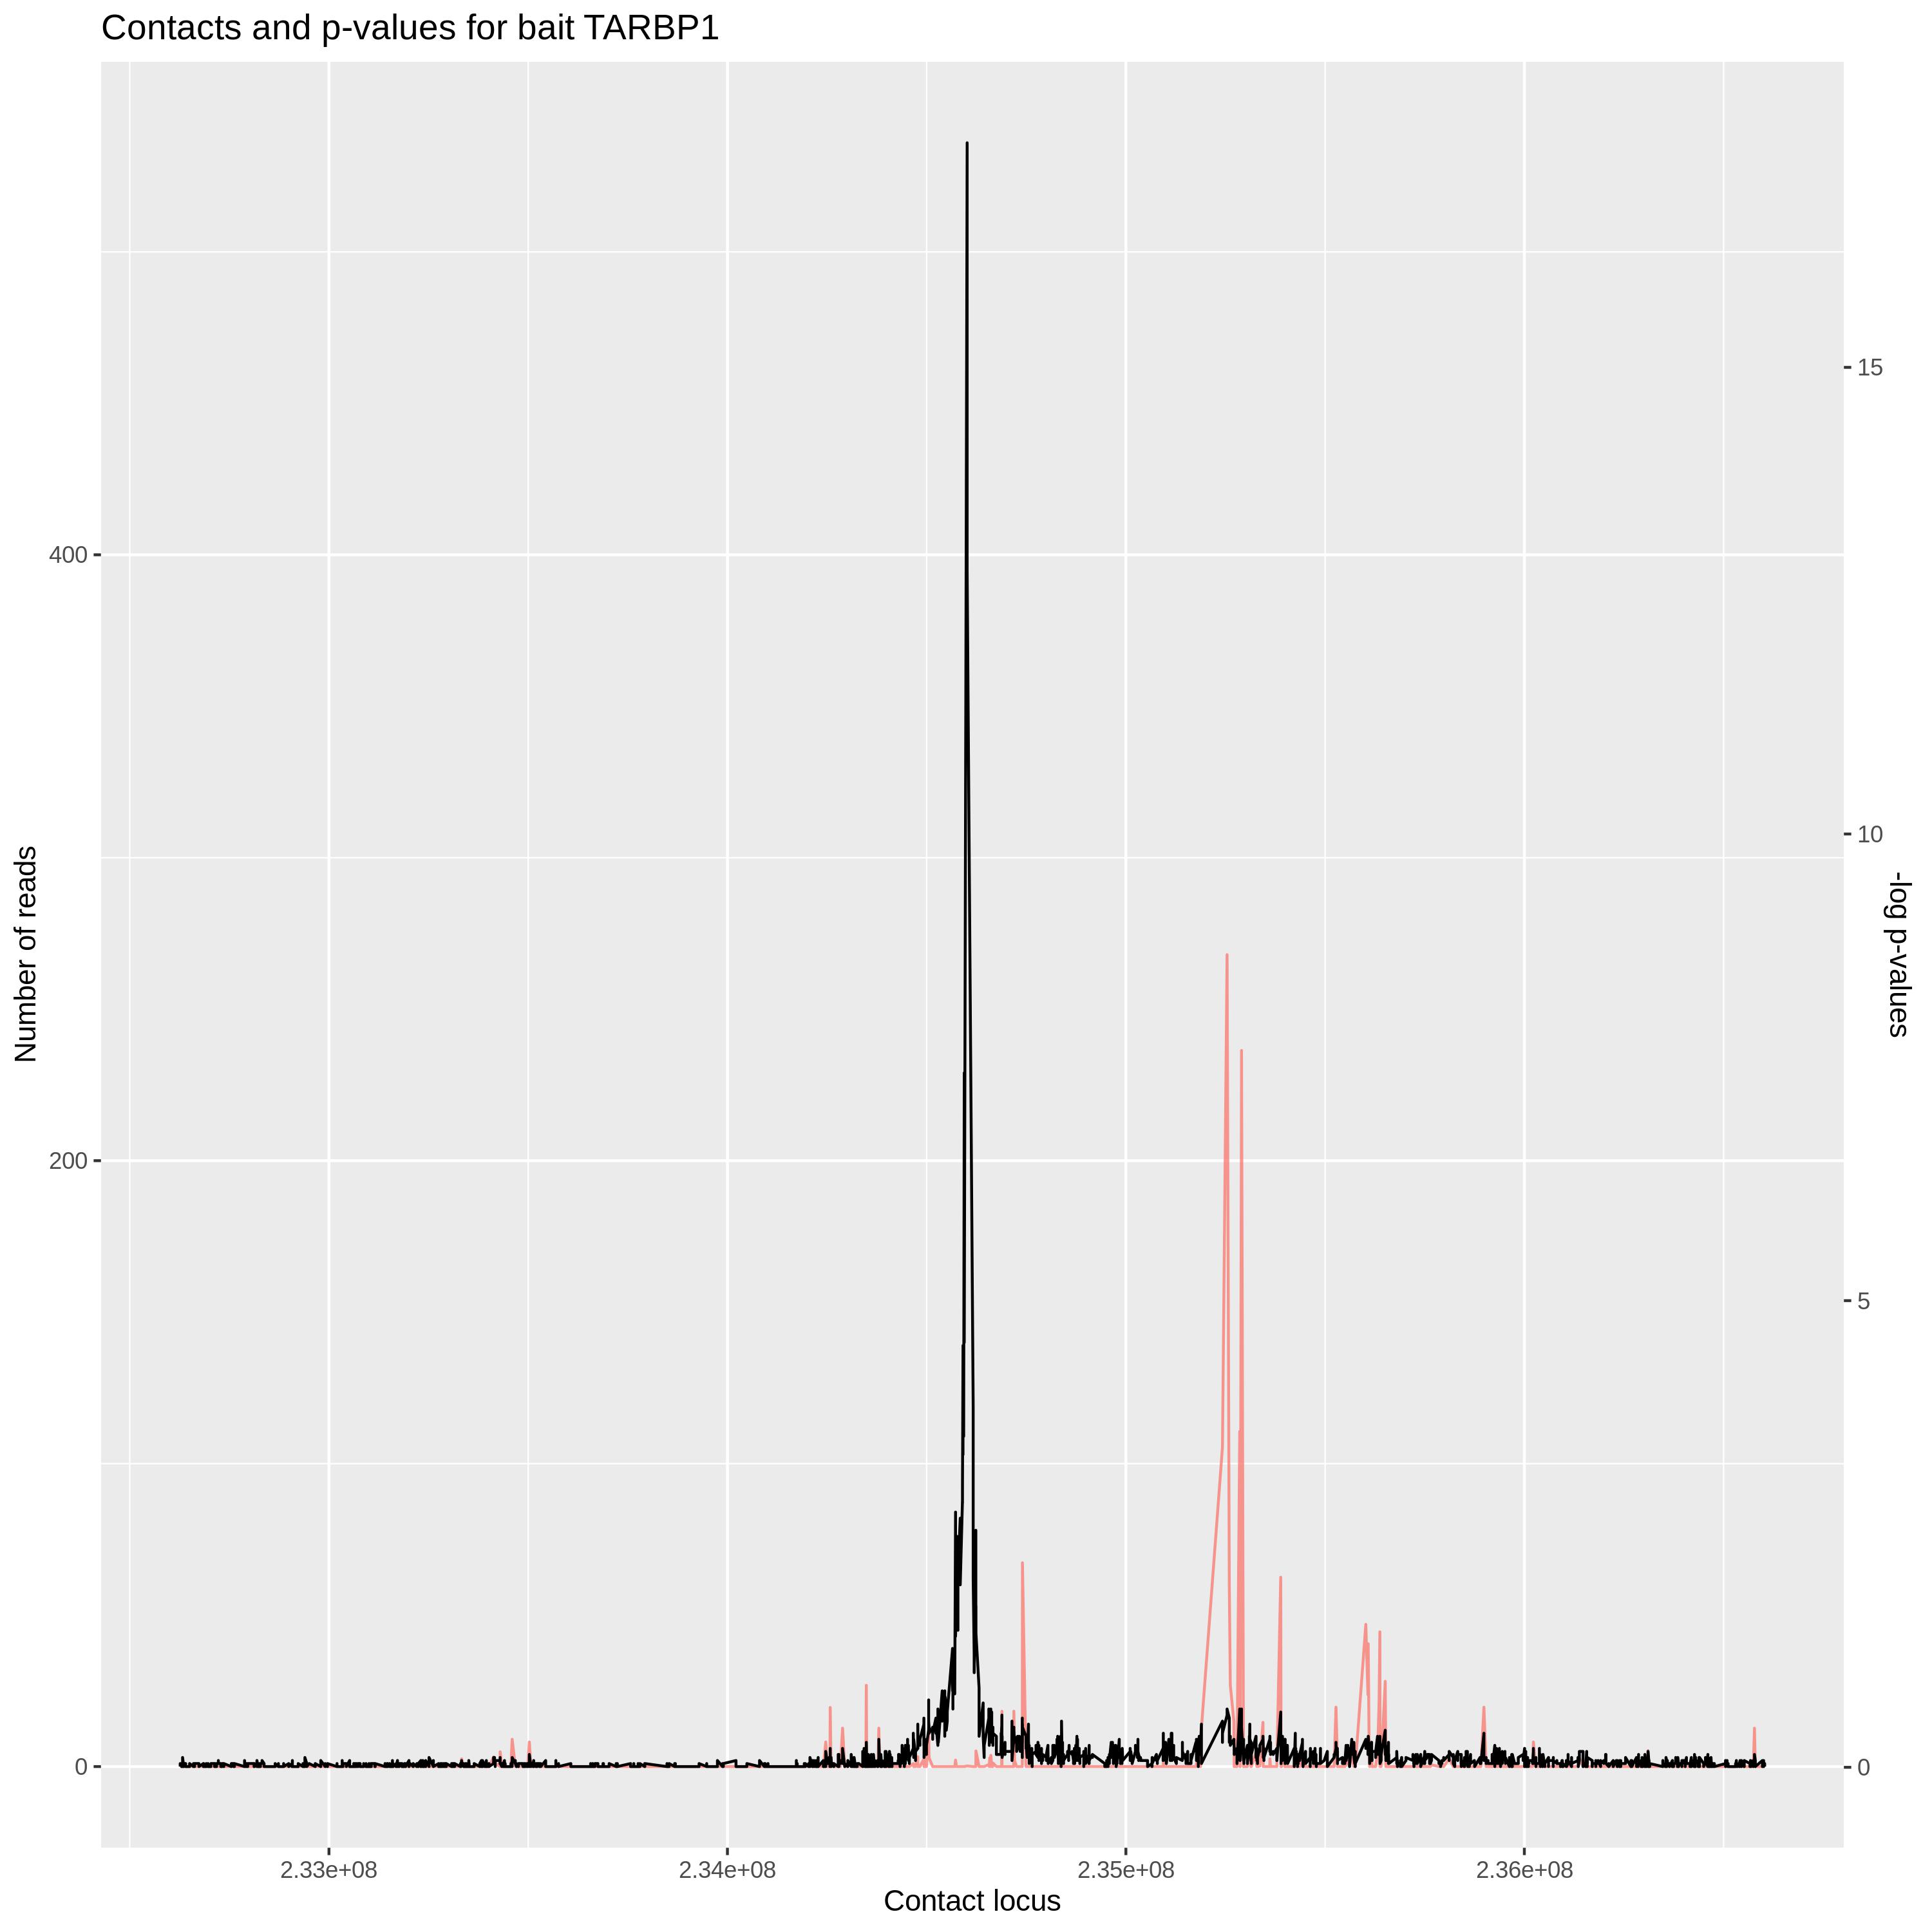 Contacts and p-values for bait TARBP1
Number of reads
400
200
0
15
10
5
0
-log p-values
2.33e+08
2.34e+08
2.35e+08
2.36e+08
Contact locus